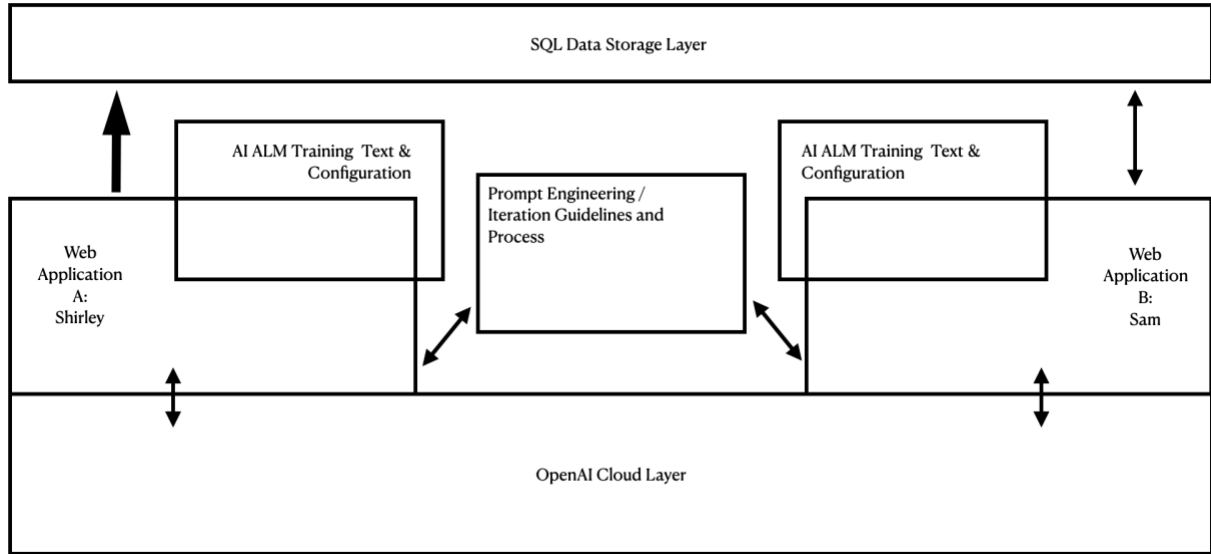 SQL Data Storage Layer
AI ALM Training Text &
Configuration
AI ALM Training Text &
Configuration
Prompt Engineering /
Iteration Guidelines and
Process
Web
Application
A:
Shirley
Web
Application
B:
Sam
OpenAI Cloud Layer